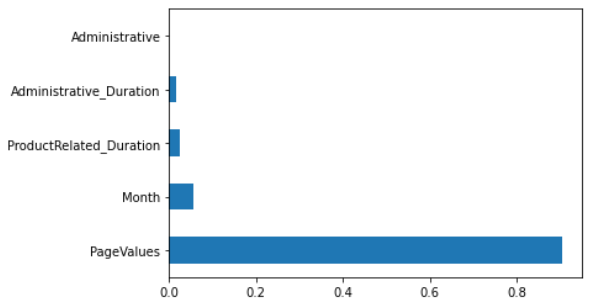 Administrative
Administrative_Duration
ProductRelated_Duration
Month
PageValues
0.0 0.2 0.4 0.6 0.8